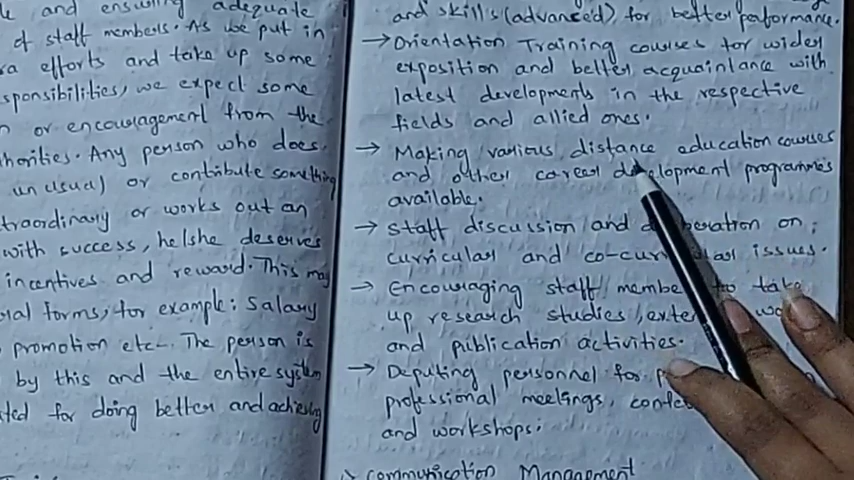 and ensuring adequate
of staff members. As we put in
efforts and take up some
we expect some
or encouragement from the
Any person who does
unusual or contribute something
or works out an
with success, he/she deserves
incentives and reward. This may
forms, for example: Salary
promotion etc. The person is
by this and the entire system
for doing better and achieving
and skills (advanced) for better performance.
→ Orientation Training courses for wider
exposition and better acquaintance with
latest developments in the respective
fields and allied ones.
→ Making various distance education courses
and other career development programmes
available.
→ Staff discussion and on
curricular and co-curricular issues.
→ Encouraging staff members to take
up research studies,
and publication activities.
→ Deputing personnel for
professional meetings,
and workshops.
Communication Management